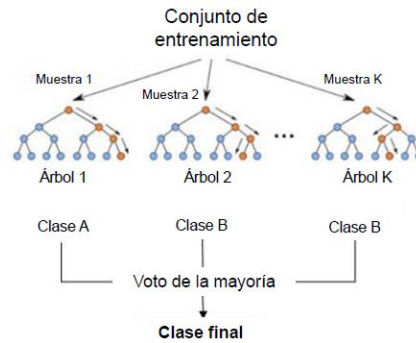 Conjunto de
entrenamiento
Muestra 1
Muestra 2
Muestra K
...
Árbol 1
Árbol 2
Árbol K
Clase A
Clase B
Clase B
Voto de la mayoría
Clase final